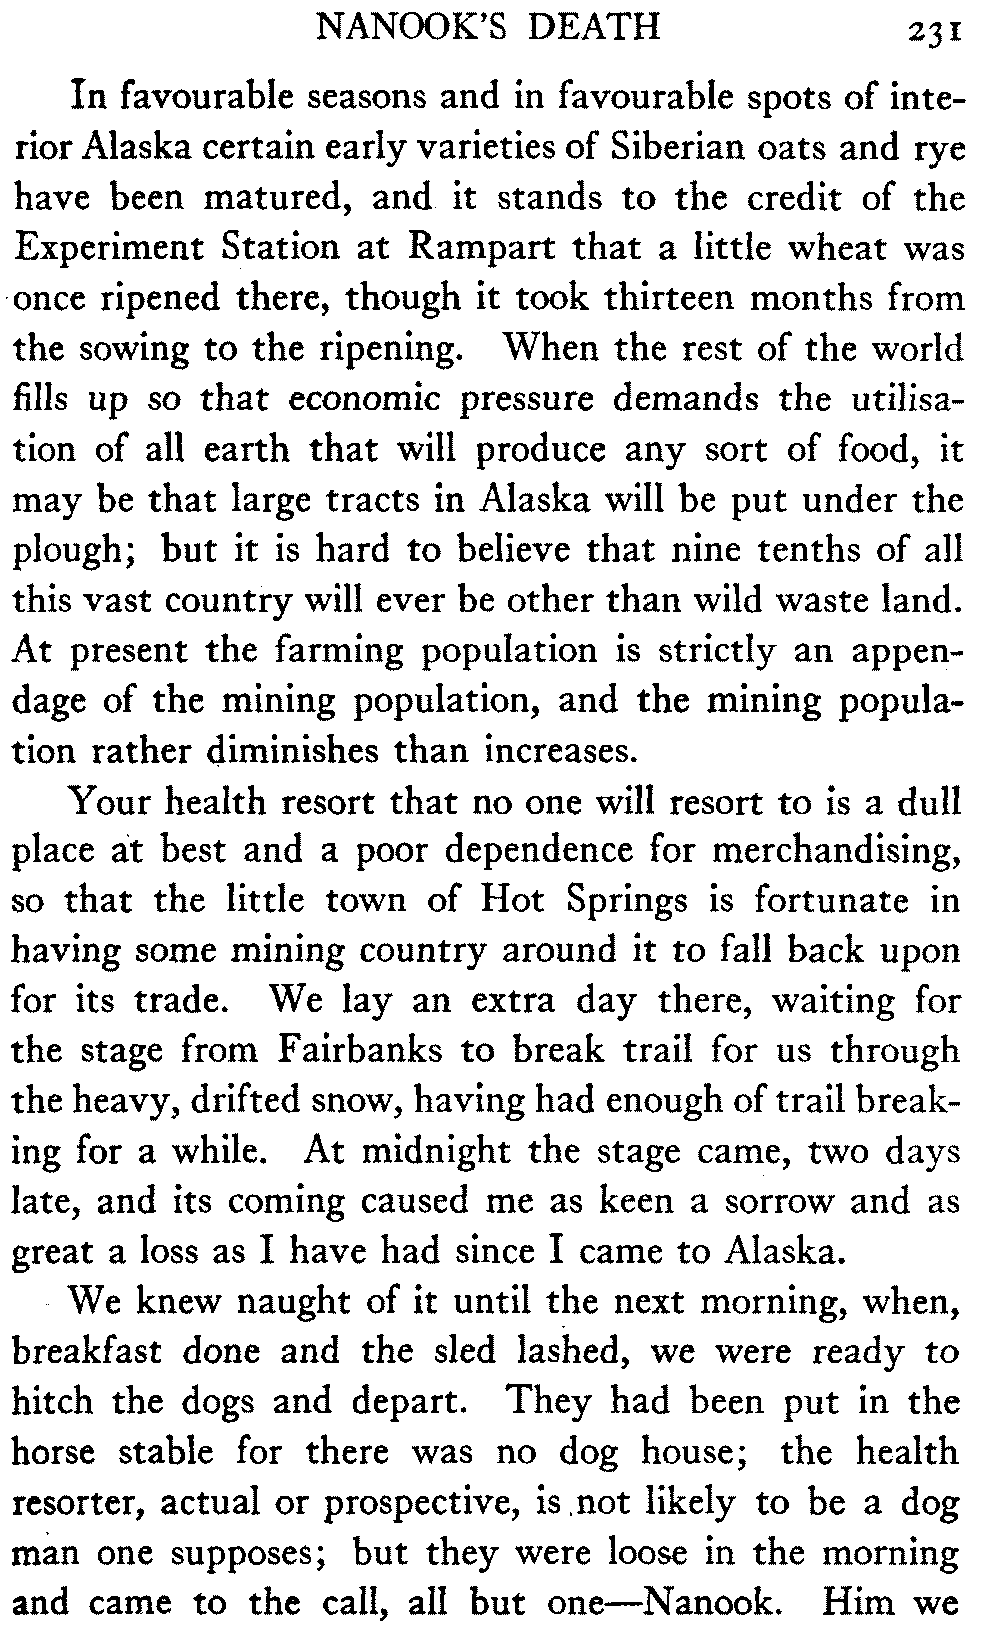 NANOOK'S DEATH 231
In favourable seasons and in favourable spots of inte-
rior Alaska certain early varieties of Siberian oats and rye
have been matured, and it stands to the credit of the
Experiment Station at Rampart that a little wheat was
once ripened there, though it took thirteen months from
the sowing to the ripening. When the rest of the world
fills up so that economic pressure demands the utilisa-
tion of all earth that will produce any sort of food, it
may be that large tracts in Alaska will be put under the
plough; but it is hard to believe that nine tenths of all
this vast country will ever be other than wild waste land.
At present the farming population is strictly an appen-
dage of the mining population, and the mining popula-
tion rather diminishes than increases.
Your health resort that no one will resort to is a dull
place at best and a poor dependence for merchandising,
so that the little town of Hot Springs is fortunate in
having some mining country around it to fall back upon
for its trade. We lay an extra day there, waiting for
the stage from Fairbanks to break trail for us through
the heavy, drifted snow, having had enough of trail break-
ing for a while. At midnight the stage came, two days
late, and its coming caused me as keen a sorrow and as
great a loss as I have had since I came to Alaska.
We knew naught of it until the next morning, when,
breakfast done and the sled lashed, we were ready to
hitch the dogs and depart. They had been put in the
horse stable for there was no dog house; the health
resorter, actual or prospective, is not likely to be a dog
man one supposes; but they were loose in the morning
and came to the call, all but one—Nanook. Him we